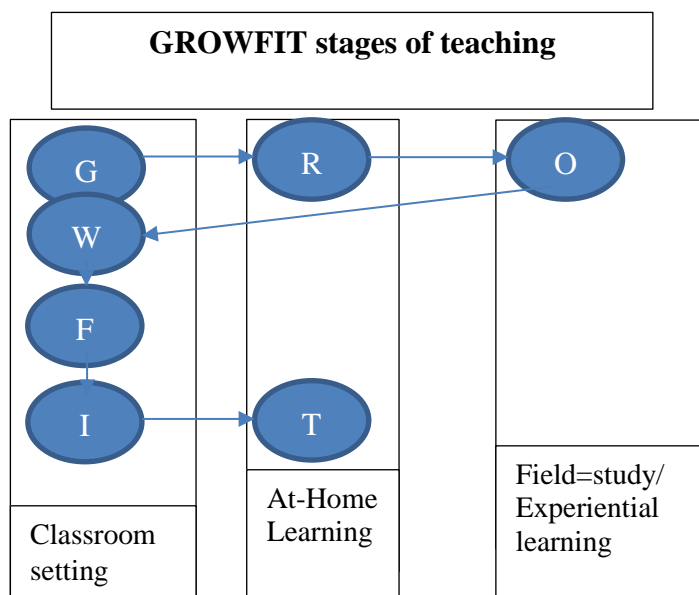 GROWFIT stages of teaching
G
R
O
W
F
I
T
Classroom
setting
At-Home
Learning
Field=study/
Experiential
learning